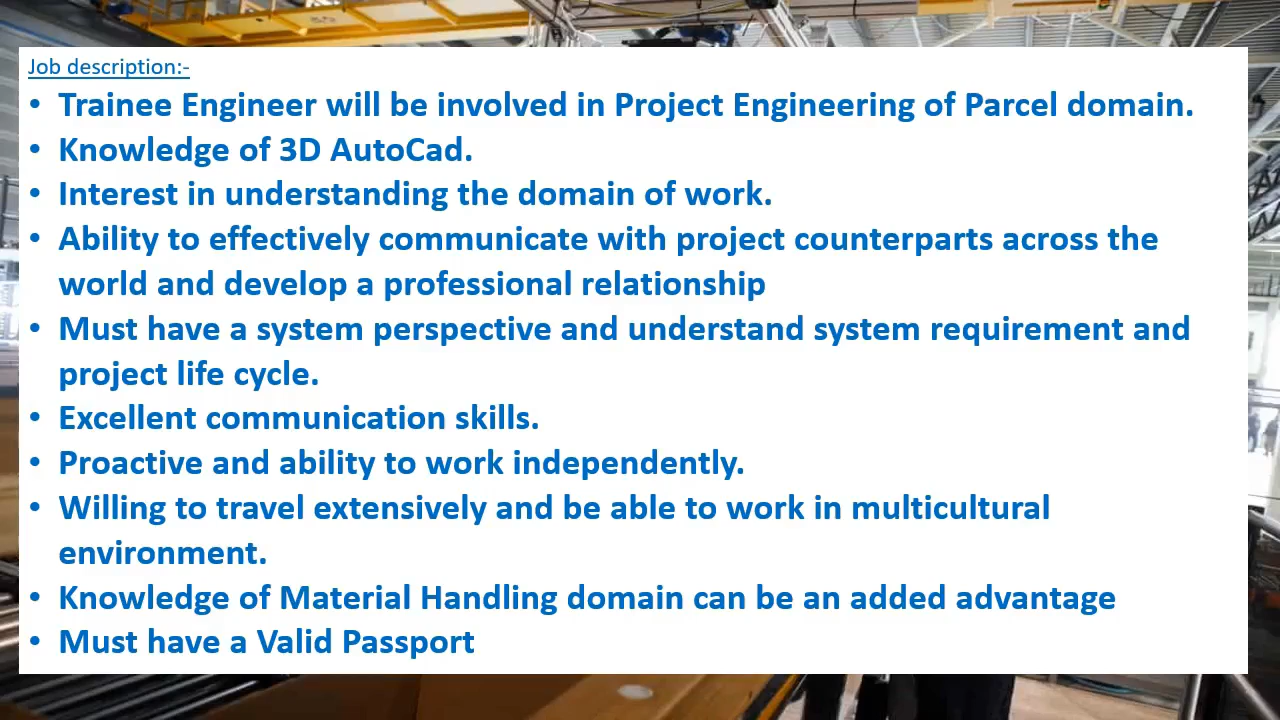 Job description:-
• Trainee Engineer will be involved in Project Engineering of Parcel domain.
• Knowledge of 3D AutoCad.
• Interest in understanding the domain of work.
• Ability to effectively communicate with project counterparts across the
world and develop a professional relationship
• Must have a system perspective and understand system requirement and
project life cycle.
• Excellent communication skills.
• Proactive and ability to work independently.
• Willing to travel extensively and be able to work in multicultural
environment.
• Knowledge of Material Handling domain can be an added advantage
• Must have a Valid Passport